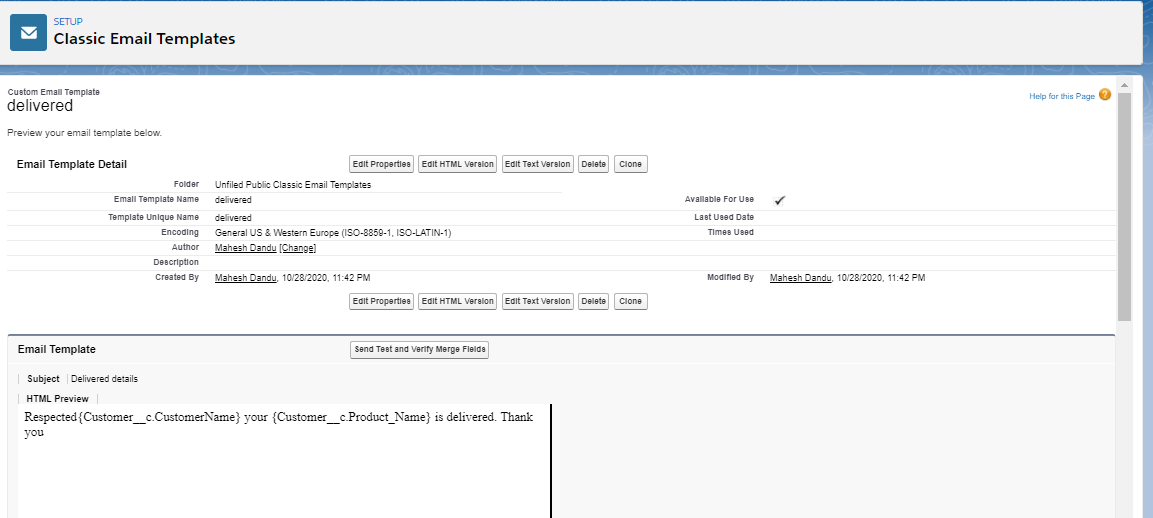 SETUP
Classic Email Templates
Custom Email Template
delivered
Help for this Page ?
Preview your email template below.
Email Template Detail Edit Properties Edit HTML Version Edit Text Version Delete Clone
Folder Unfiled Public Classic Email Templates
Email Template Name delivered Available For Use
Template Unique Name delivered Last Used Date
Encoding General US & Western Europe (ISO-8859-1, ISO-LATIN-1) Times Used
Author Mahesh Dandu [Change]
Description
Created By Mahesh Dandu, 10/28/2020, 11:42 PM Modified By Mahesh Dandu, 10/28/2020, 11:42 PM
Edit Properties Edit HTML Version Edit Text Version Delete Clone
Email Template Send Test and Verify Merge Fields
Subject Delivered details
HTML Preview
Respected{Customer__c.CustomerName} your {Customer__c.Product_Name} is delivered. Thank
you